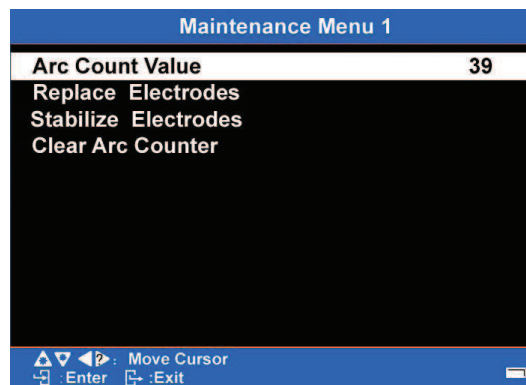 Maintenance Menu 1
Arc Count Value 39
Replace Electrodes
Stabilize Electrodes
Clear Arc Counter
?: Move Cursor
:Enter :Exit